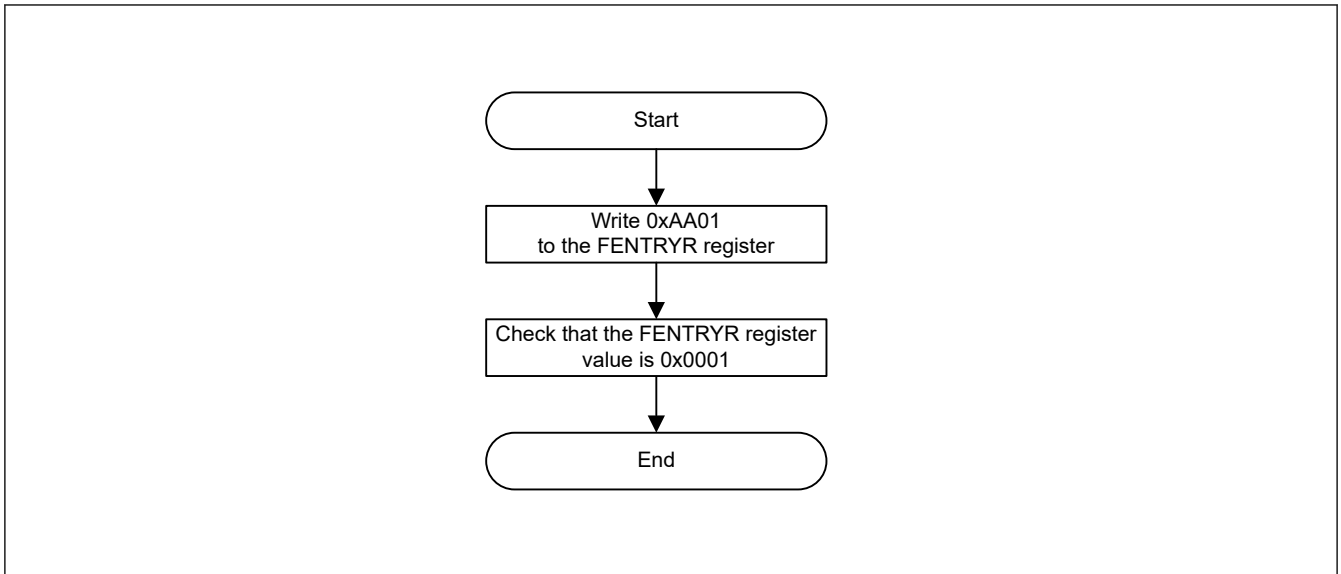 Start
Write 0xAA01
to the FENTRYR register
Check that the FENTRYR register
value is 0x0001
End